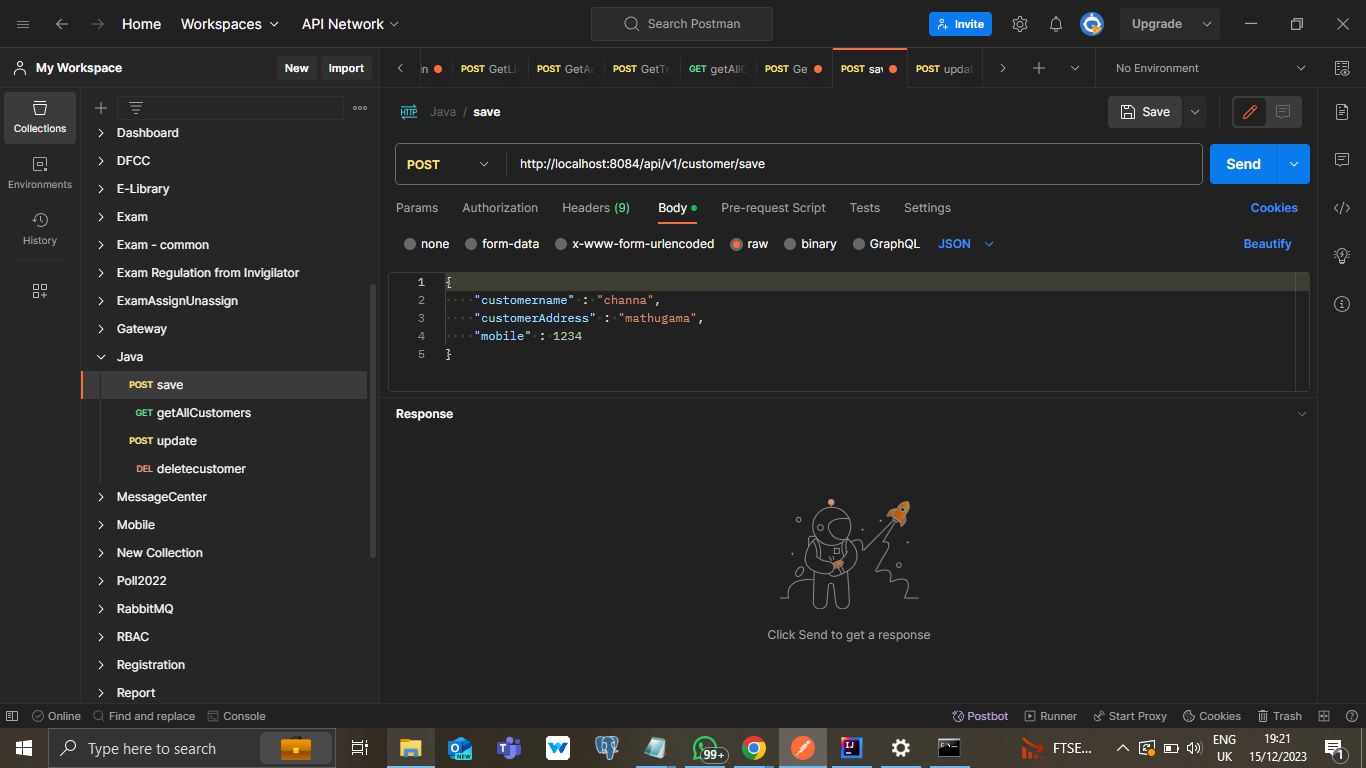 Home Workspaces API Network Search Postman Invite Upgrade
My Workspace New Import in POST GetLi POST GetAc POST GetTr GET getAllC POST Ge POST sav POST updat No Environment
Collections
Environments
History
Dashboard
DFCC
E-Library
Exam
Exam - common
Exam Regulation from Invigilator
ExamAssignUnassign
Gateway
Java
POST save
GET getAllCustomers
POST update
DEL deletecustomer
MessageCenter
Mobile
New Collection
Poll2022
RabbitMQ
RBAC
Registration
Report
HTTP Java / save Save
POST http://localhost:8084/api/v1/customer/save Send
Params Authorization Headers (9) Body Pre-request Script Tests Settings Cookies
none form-data x-www-form-urlencoded raw binary GraphQL JSON Beautify
1 {
2 "customername" : "channa",
3 "customerAddress" : "mathugama",
4 "mobile" : 1234
5 }
Response
Click Send to get a response
Online Find and replace Console Postbot Runner Start Proxy Cookies Trash
Type here to search NEW 99+ FTSE... ENG 19:21
UK 15/12/2023 1